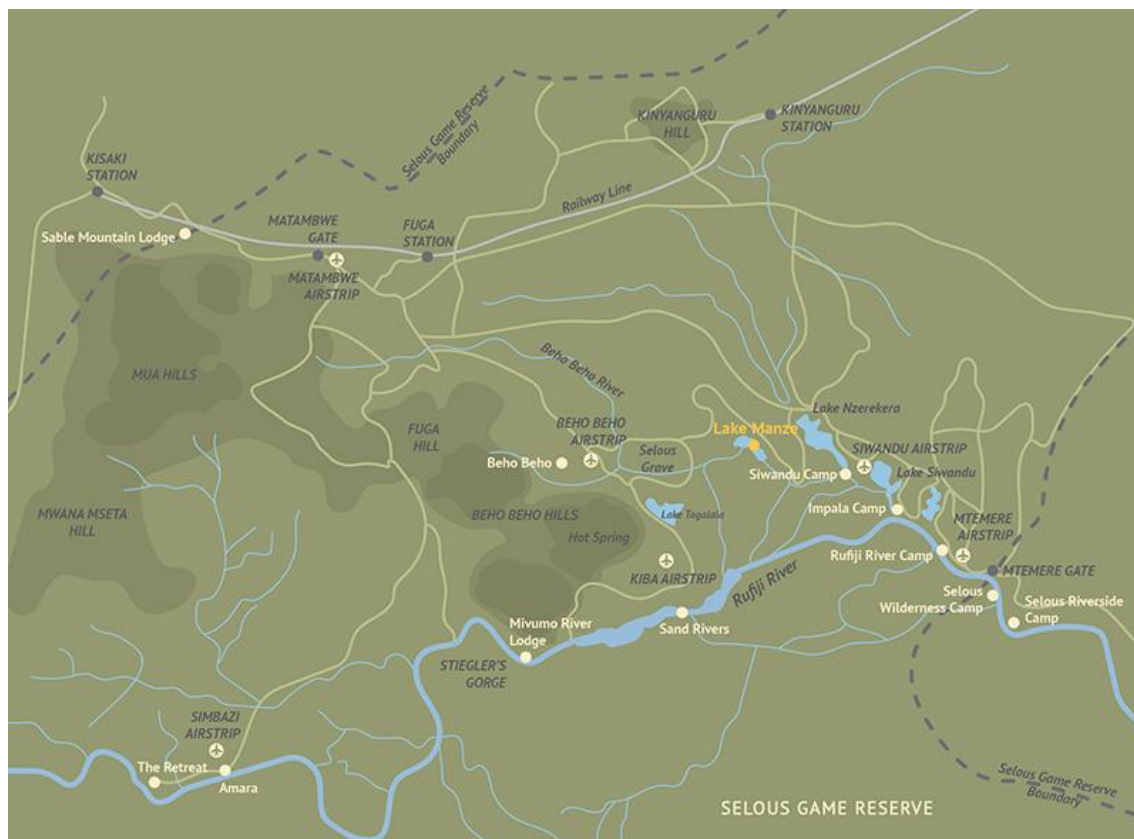 KINYANGURU
HILL
KINYANGURU
STATION
Selous Game Reserve
Boundary
KISAKI
STATION
Railway Line
Sable Mountain Lodge
MATAMBWE
GATE
FUGA
STATION
MATAMBWE
AIRSTRIP
MUA HILLS
Beho Beho River
FUGA
HILL
BEHO BEHO
AIRSTRIP
Lake Manze
Lake Nzerekera
Beho Beho
Selous
Grave
SIWANDU AIRSTRIP
Siwandu Camp
Lake Siwandu
MWANA MSETA
HILL
BEHO BEHO HILLS
Lake Tagalala
Impala Camp
Hot Spring
MTEMERE
AIRSTRIP
KIBA AIRSTRIP
Rufiji River
Rufiji River Camp
MTEMERE GATE
Selous
Wilderness Camp
Selous Riverside
Camp
Mivumo River
Lodge
Sand Rivers
STIEGLER'S
GORGE
SIMBAZI
AIRSTRIP
The Retreat
Amara
Selous Game Reserve
Boundary
SELOUS GAME RESERVE